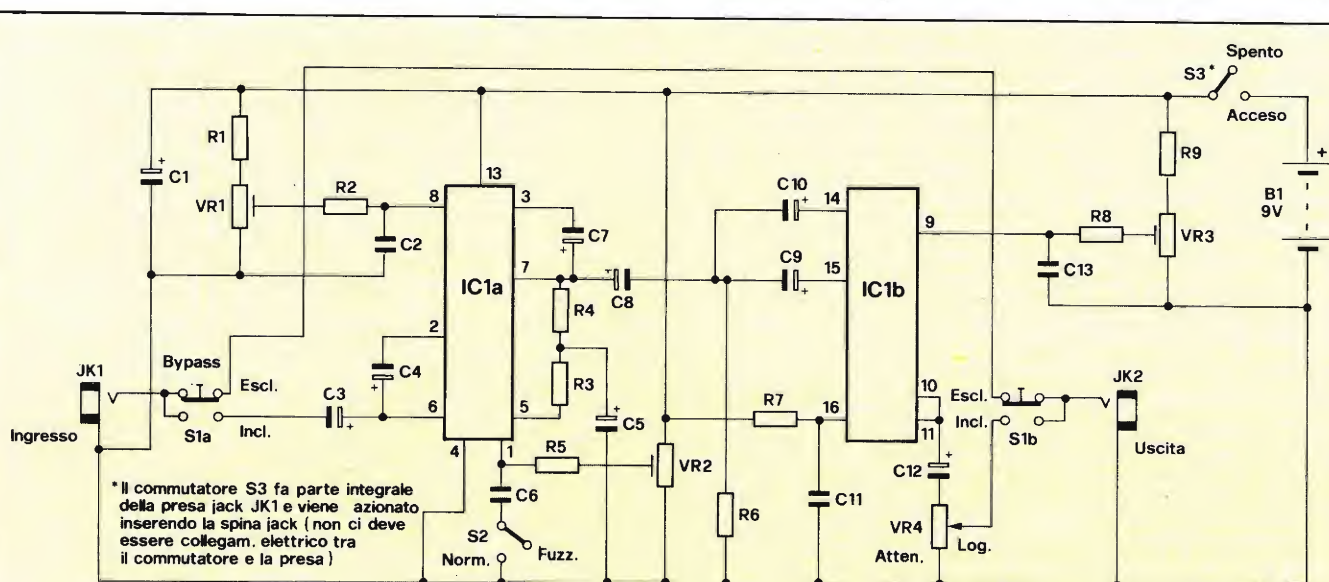 Spento
S3*
Acceso
R1
C1
VR1
R2
C2
8
13
3
C7
7
IC1a
R4
C8
R3
2
C4
6
5
C5
4
1
R5
C6
VR2
S2
Norm.
Fuzz.
C10
14
C9
15
IC1b
9
R8
C13
R9
VR3
B1
9V
+
R7
16
10
11
C11
R6
C12
VR4
Atten.
Log.
JK1
Ingresso
Bypass
Escl.
S1a
Incl.
C3
Escl.
Incl.
S1b
JK2
Uscita
* Il commutatore S3 fa parte integrale
della presa jack JK1 e viene azionato
inserendo la spina jack ( non ci deve
essere collegam. elettrico tra
il commutatore e la presa )